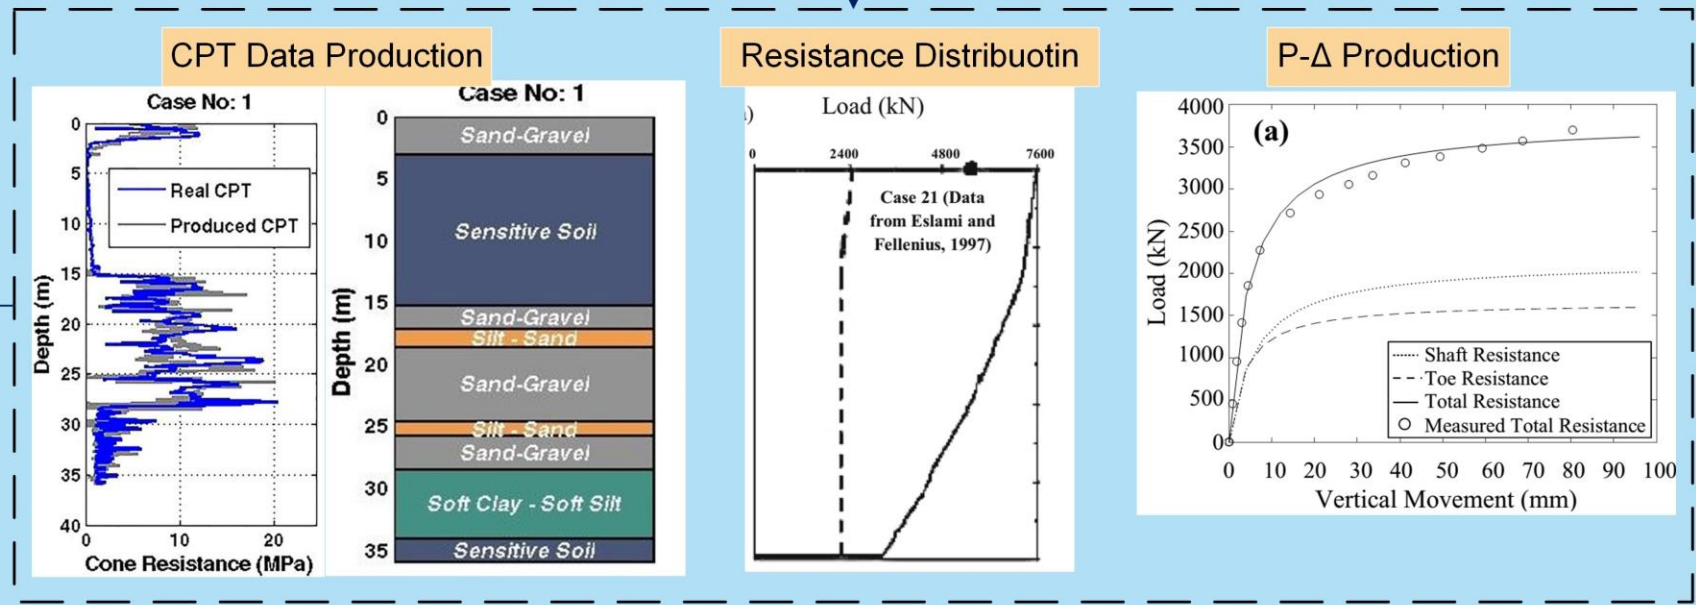 CPT Data Production
Case No: 1
0
5
10
15
20
25
30
35
40
Depth (m)
Real CPT
Produced CPT
0 10 20
Cone Resistance (MPa)
Case No: 1
0
5
10
15
20
25
30
35
Depth (m)
Sand-Gravel
Sensitive Soil
Sand-Gravel
Silt - Sand
Sand-Gravel
Silt - Sand
Sand-Gravel
Soft Clay - Soft Silt
Sensitive Soil
Resistance Distribuotin
)
Load (kN)
0 2400 4800 7600
Case 21 (Data
from Eslami and
Fellenius, 1997)
P-Δ Production
(a)
4000
3500
3000
2500
2000
1500
1000
500
0
Load (kN)
Shaft Resistance
Toe Resistance
Total Resistance
Measured Total Resistance
0 10 20 30 40 50 60 70 80 90 100
Vertical Movement (mm)